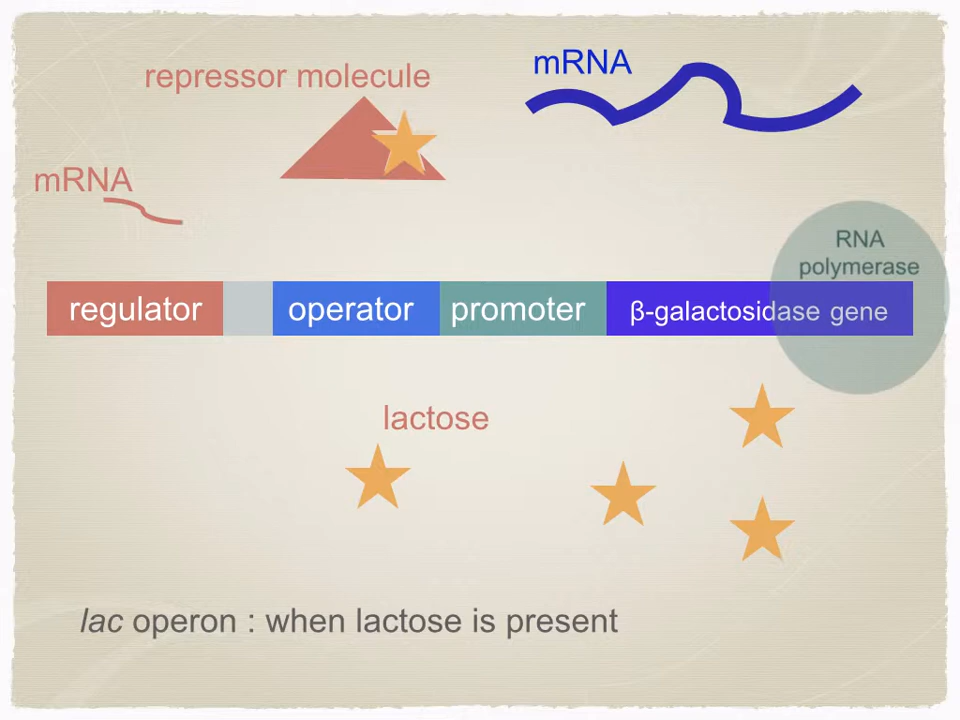 repressor molecule
mRNA
mRNA
RNA
polymerase
regulator
operator
promoter
β-galactosidase gene
lactose
lac operon : when lactose is present